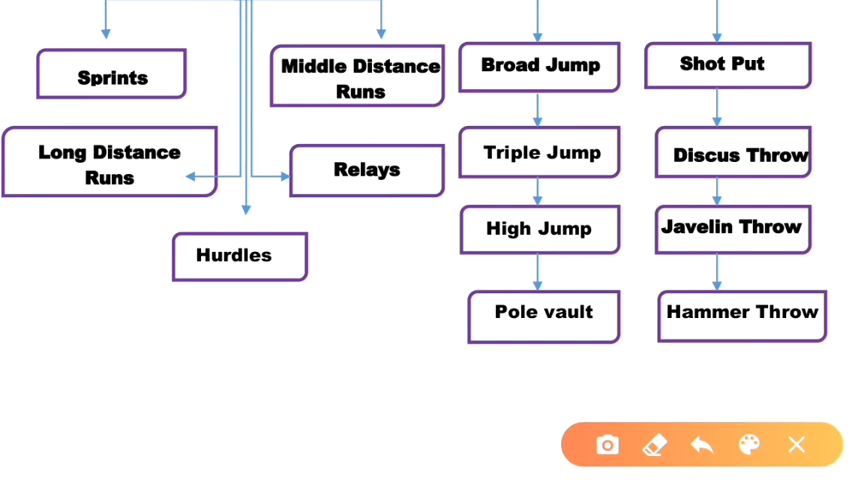 Sprints
Middle Distance
Runs
Broad Jump
Shot Put
Long Distance
Runs
Relays
Triple Jump
Discus Throw
Hurdles
High Jump
Javelin Throw
Pole vault
Hammer Throw